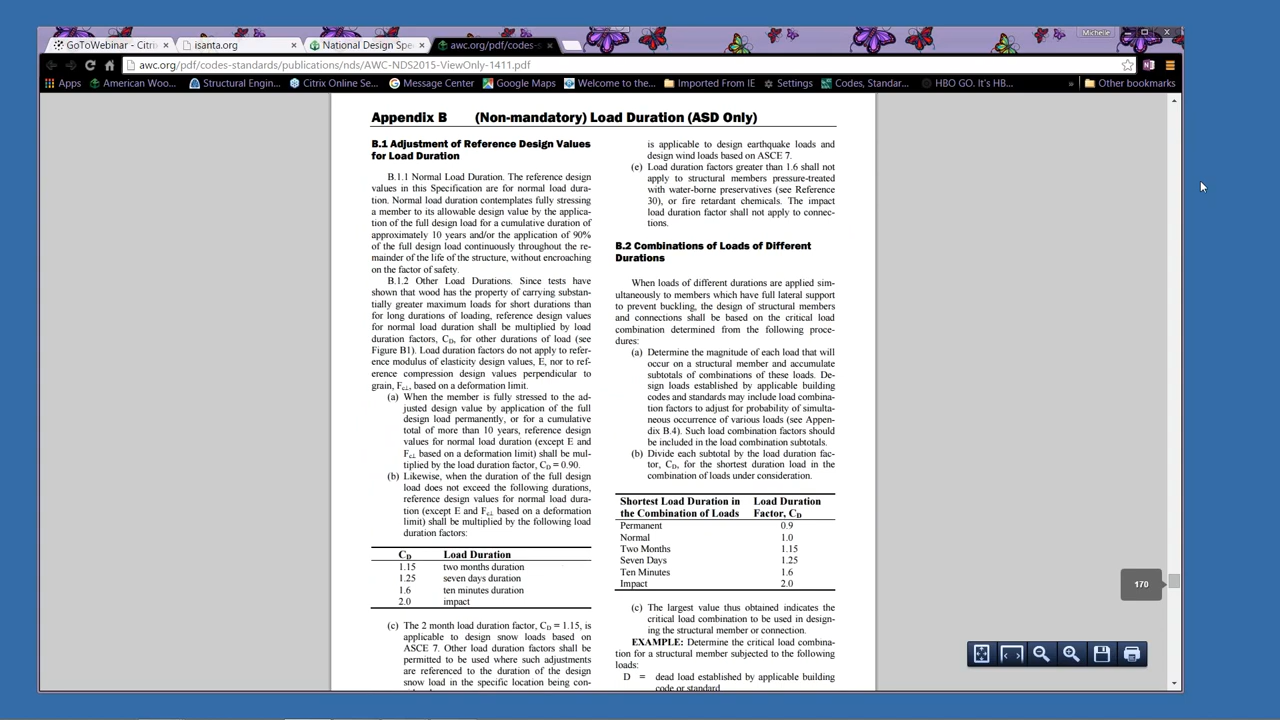 GoToWebinar - Citri
isanta.org
National Design Spe
awc.org/pdf/codes-s
Michelle
awc.org/pdf/codes-standards/publications/nds/AWC-NDS2015-ViewOnly-1411.pdf
Apps
American Woo...
Structural Engin...
Citrix Online Se...
Message Center
Google Maps
Welcome to the...
Imported From IE
Settings
Codes, Standar...
HBO GO. It's HB...
»
Other bookmarks
Appendix B (Non-mandatory) Load Duration (ASD Only)
B.1 Adjustment of Reference Design Values
for Load Duration
B.1.1 Normal Load Duration. The reference design
values in this Specification are for normal load dura-
tion. Normal load duration contemplates fully stressing
a member to its allowable design value by the applica-
tion of the full design load for a cumulative duration of
approximately 10 years and/or the application of 90%
of the full design load continuously throughout the re-
mainder of the life of the structure, without encroaching
on the factor of safety.
B.1.2 Other Load Durations. Since tests have
shown that wood has the property of carrying substan-
tially greater maximum loads for short durations than
for long durations of loading, reference design values
for normal load duration shall be multiplied by load
duration factors, CD, for other durations of load (see
Figure B1). Load duration factors do not apply to refer-
ence modulus of elasticity design values, E, nor to ref-
erence compression design values perpendicular to
grain, Fc⊥, based on a deformation limit.
(a) When the member is fully stressed to the ad-
justed design value by application of the full
design load permanently, or for a cumulative
total of more than 10 years, reference design
values for normal load duration (except E and
Fc⊥ based on a deformation limit) shall be mul-
tiplied by the load duration factor, CD = 0.90.
(b) Likewise, when the duration of the full design
load does not exceed the following durations,
reference design values for normal load dura-
tion (except E and Fc⊥ based on a deformation
limit) shall be multiplied by the following load
duration factors:
CD Load Duration
1.15 two months duration
1.25 seven days duration
1.6 ten minutes duration
2.0 impact
(c) The 2 month load duration factor, CD = 1.15, is
applicable to design snow loads based on
ASCE 7. Other load duration factors shall be
permitted to be used where such adjustments
are referenced to the duration of the design
snow load in the specific location being con-
is applicable to design earthquake loads and
design wind loads based on ASCE 7.
(e) Load duration factors greater than 1.6 shall not
apply to structural members pressure-treated
with water-borne preservatives (see Reference
30), or fire retardant chemicals. The impact
load duration factor shall not apply to connec-
tions.
B.2 Combinations of Loads of Different
Durations
When loads of different durations are applied sim-
ultaneously to members which have full lateral support
to prevent buckling, the design of structural members
and connections shall be based on the critical load
combination determined from the following proce-
dures:
(a) Determine the magnitude of each load that will
occur on a structural member and accumulate
subtotals of combinations of these loads. De-
sign loads established by applicable building
codes and standards may include load combina-
tion factors to adjust for probability of simulta-
neous occurrence of various loads (see Appen-
dix B.4). Such load combination factors should
be included in the load combination subtotals.
(b) Divide each subtotal by the load duration fac-
tor, CD, for the shortest duration load in the
combination of loads under consideration.
Shortest Load Duration in Load Duration
the Combination of Loads Factor, CD
Permanent 0.9
Normal 1.0
Two Months 1.15
Seven Days 1.25
Ten Minutes 1.6
Impact 2.0
(c) The largest value thus obtained indicates the
critical load combination to be used in design-
ing the structural member or connection.
EXAMPLE: Determine the critical load combina-
tion for a structural member subjected to the following
loads:
D = dead load established by applicable building
code or standard
170